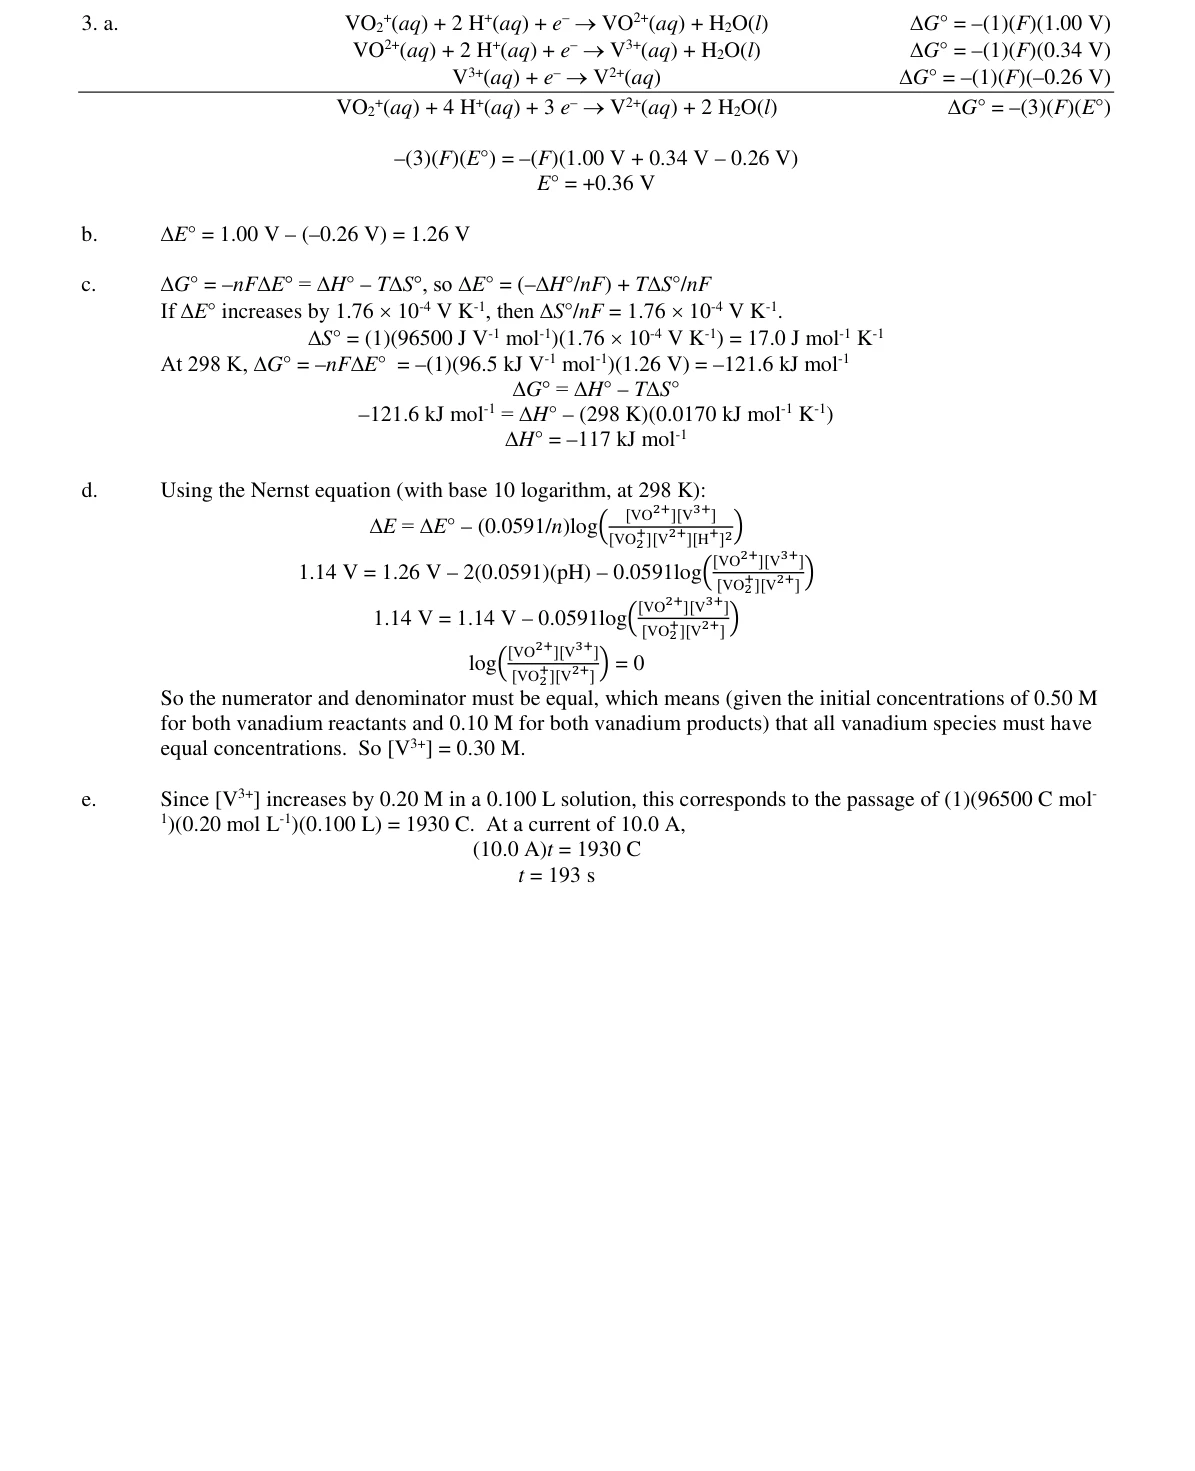 3. a. VO₂⁺(aq) + 2 H⁺(aq) + e⁻ → VO²⁺(aq) + H₂O(l) ΔG° = –(1)(F)(1.00 V)
VO²⁺(aq) + 2 H⁺(aq) + e⁻ → V³⁺(aq) + H₂O(l) ΔG° = –(1)(F)(0.34 V)
V³⁺(aq) + e⁻ → V²⁺(aq) ΔG° = –(1)(F)(–0.26 V)
VO₂⁺(aq) + 4 H⁺(aq) + 3 e⁻ → V²⁺(aq) + 2 H₂O(l) ΔG° = –(3)(F)(E°)
–(3)(F)(E°) = –(F)(1.00 V + 0.34 V – 0.26 V)
E° = +0.36 V
b. ΔE° = 1.00 V – (–0.26 V) = 1.26 V
c. ΔG° = –nFΔE° = ΔH° – TΔS°, so ΔE° = (–ΔH°/nF) + TΔS°/nF
If ΔE° increases by 1.76 × 10⁻⁴ V K⁻¹, then ΔS°/nF = 1.76 × 10⁻⁴ V K⁻¹.
ΔS° = (1)(96500 J V⁻¹ mol⁻¹)(1.76 × 10⁻⁴ V K⁻¹) = 17.0 J mol⁻¹ K⁻¹
At 298 K, ΔG° = –nFΔE° = –(1)(96.5 kJ V⁻¹ mol⁻¹)(1.26 V) = –121.6 kJ mol⁻¹
ΔG° = ΔH° – TΔS°
–121.6 kJ mol⁻¹ = ΔH° – (298 K)(0.0170 kJ mol⁻¹ K⁻¹)
ΔH° = –117 kJ mol⁻¹
d. Using the Nernst equation (with base 10 logarithm, at 298 K):
ΔE = ΔE° – (0.0591/n)log([VO²⁺][V³⁺]/[VO₂⁺][V²⁺][H⁺]²)
1.14 V = 1.26 V – 2(0.0591)(pH) – 0.0591log([VO²⁺][V³⁺]/[VO₂⁺][V²⁺])
1.14 V = 1.14 V – 0.0591log([VO²⁺][V³⁺]/[VO₂⁺][V²⁺])
log([VO²⁺][V³⁺]/[VO₂⁺][V²⁺]) = 0
So the numerator and denominator must be equal, which means (given the initial concentrations of 0.50 M
for both vanadium reactants and 0.10 M for both vanadium products) that all vanadium species must have
equal concentrations. So [V³⁺] = 0.30 M.
e. Since [V³⁺] increases by 0.20 M in a 0.100 L solution, this corresponds to the passage of (1)(96500 C mol⁻
¹)(0.20 mol L⁻¹)(0.100 L) = 1930 C. At a current of 10.0 A,
(10.0 A)t = 1930 C
t = 193 s